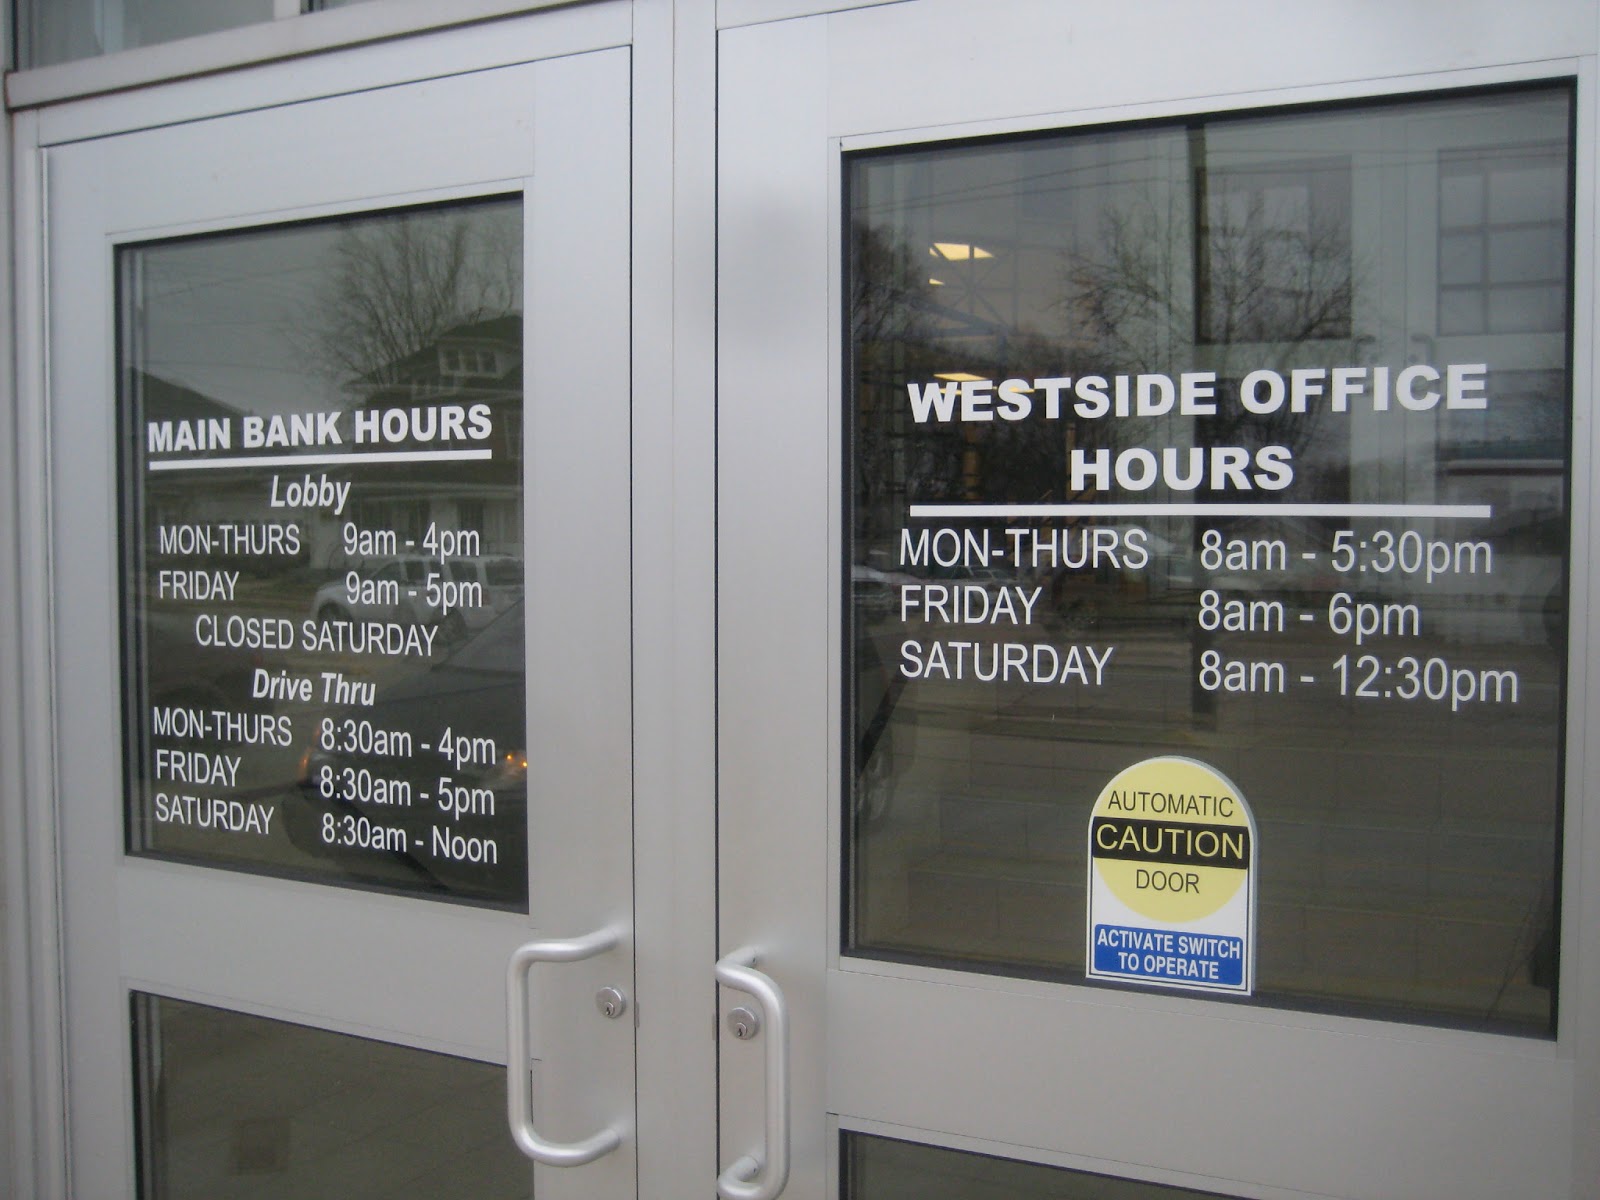 MAIN BANK HOURS
Lobby
MON-THURS 9am - 4pm
FRIDAY 9am - 5pm
CLOSED SATURDAY
Drive Thru
MON-THURS 8:30am - 4pm
FRIDAY 8:30am - 5pm
SATURDAY 8:30am - Noon
WESTSIDE OFFICE
HOURS
MON-THURS 8am - 5:30pm
FRIDAY 8am - 6pm
SATURDAY 8am - 12:30pm
AUTOMATIC
CAUTION
DOOR
ACTIVATE SWITCH
TO OPERATE